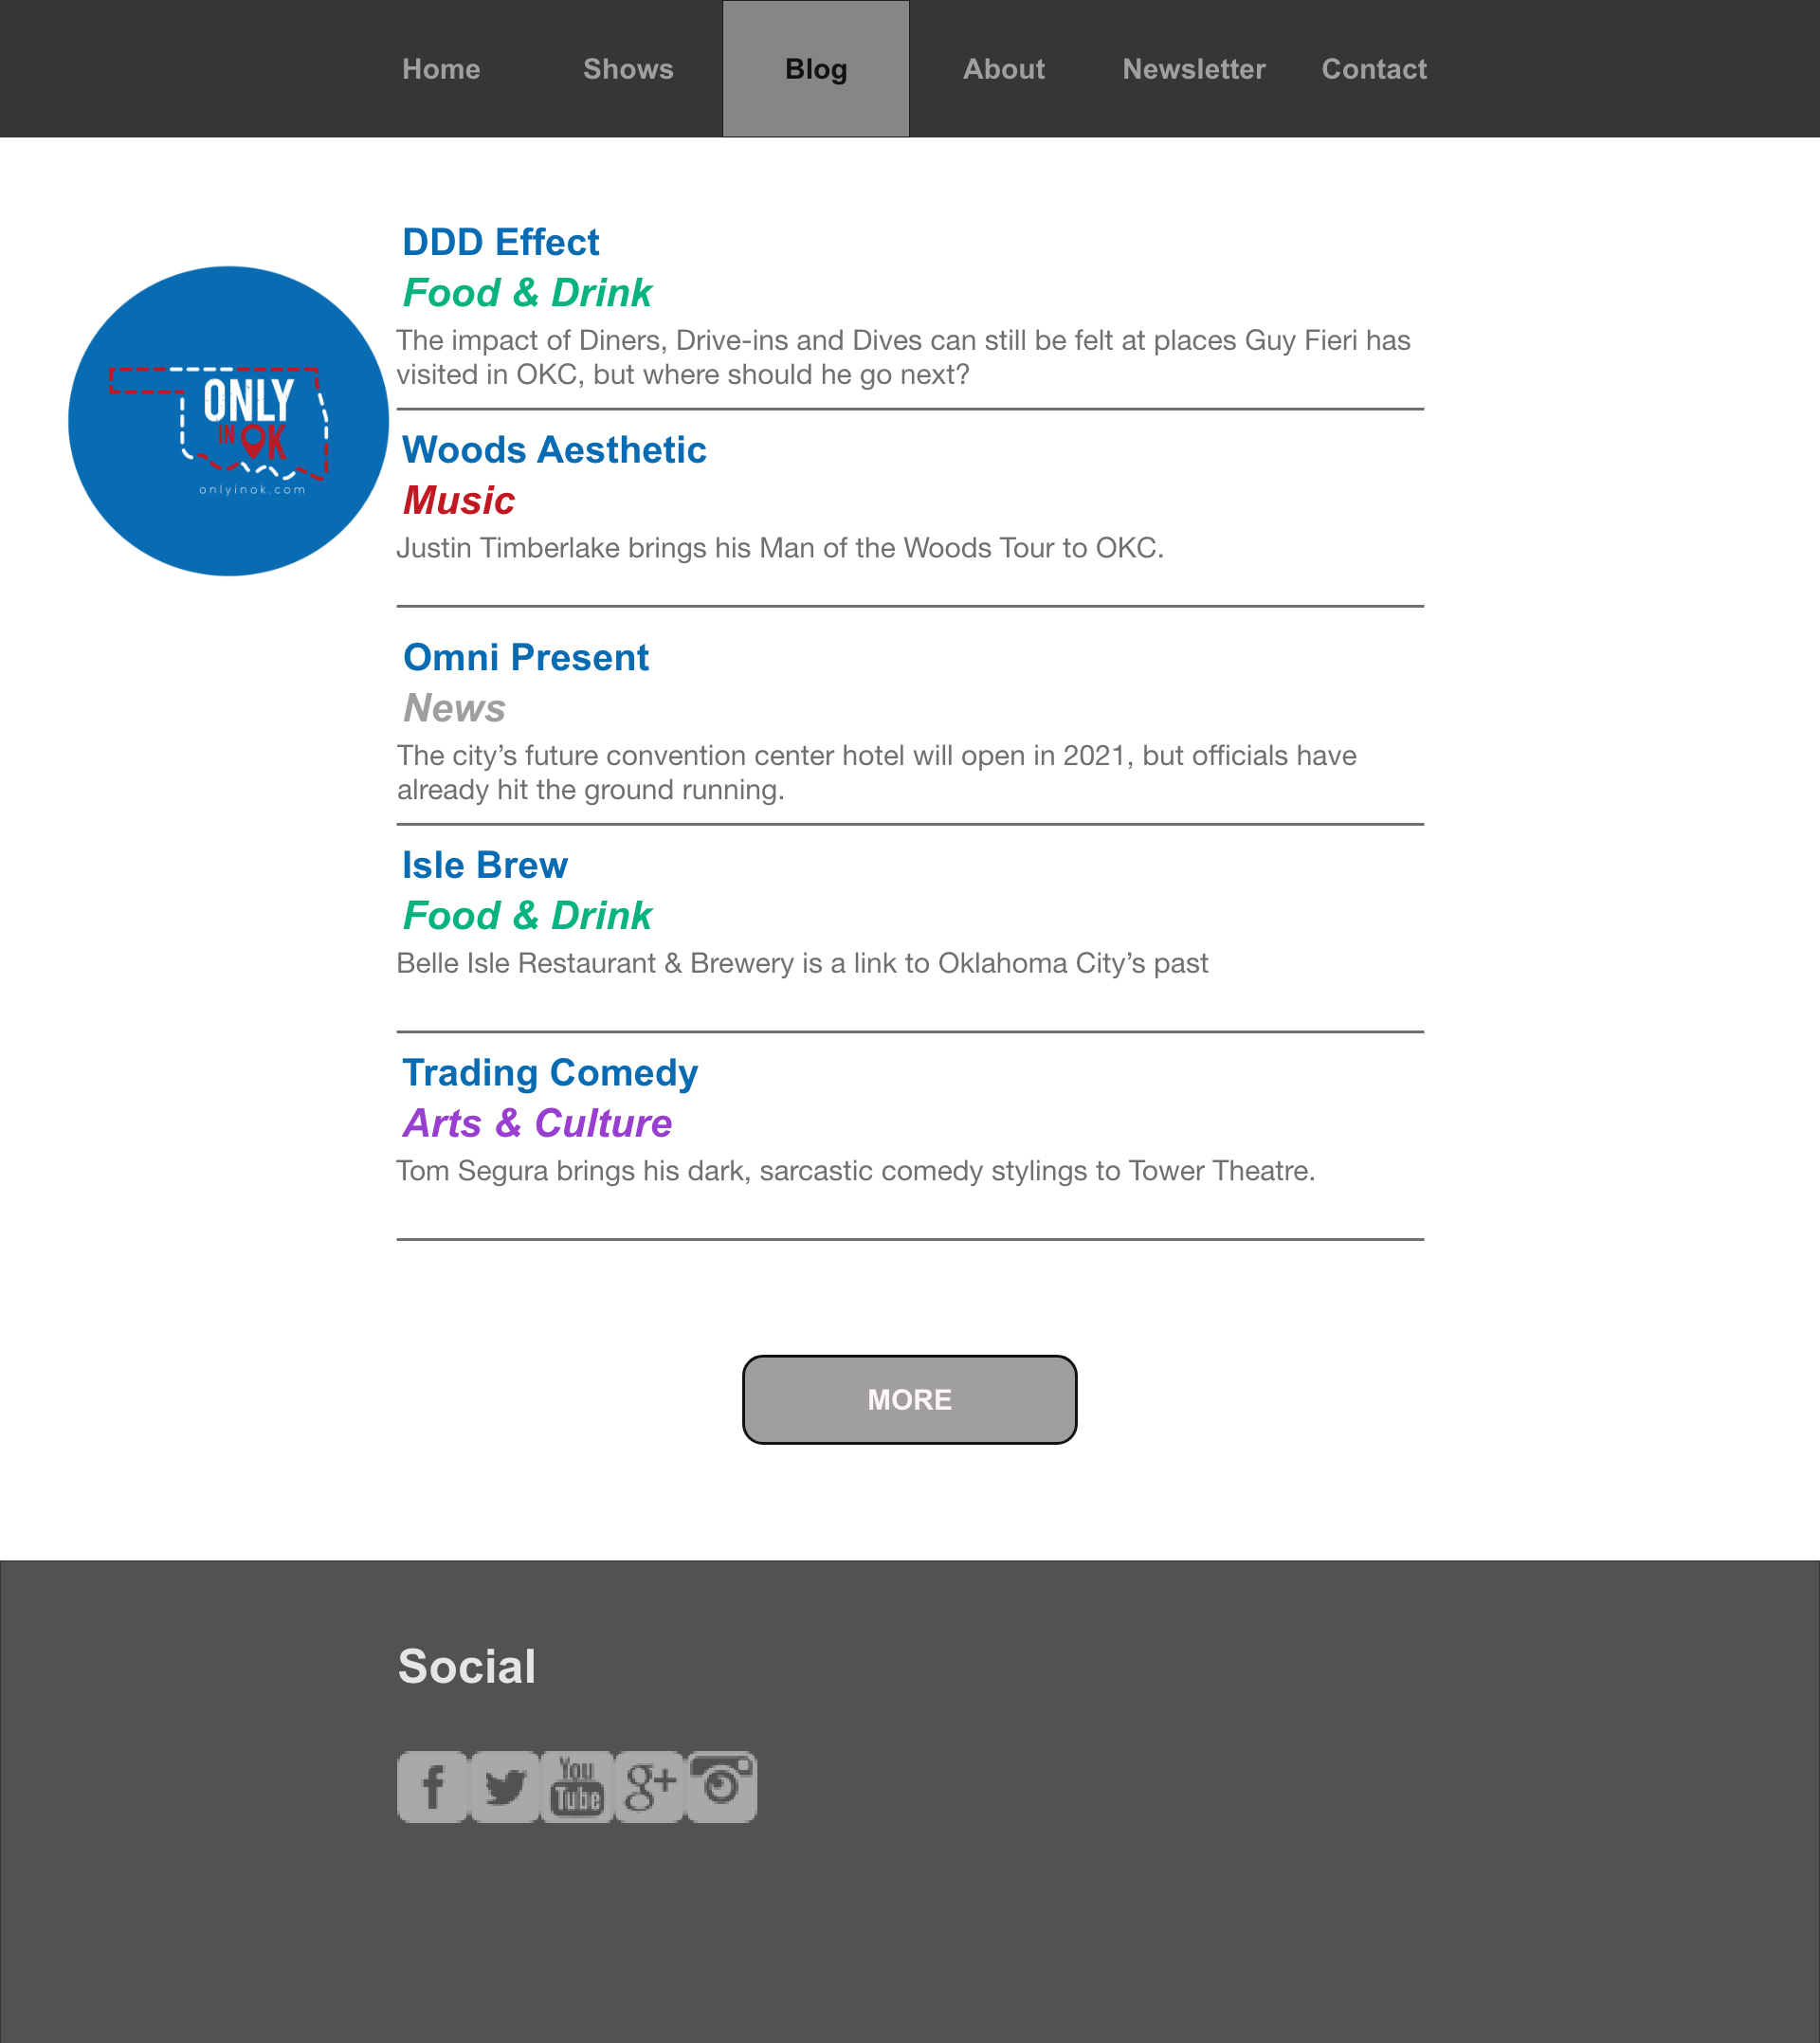 Home Shows Blog About Newsletter Contact
DDD Effect
Food & Drink
The impact of Diners, Drive-ins and Dives can still be felt at places Guy Fieri has
visited in OKC, but where should he go next?
ONLY
IN OK
onlyinok.com
Woods Aesthetic
Music
Justin Timberlake brings his Man of the Woods Tour to OKC.
Omni Present
News
The city’s future convention center hotel will open in 2021, but officials have
already hit the ground running.
Isle Brew
Food & Drink
Belle Isle Restaurant & Brewery is a link to Oklahoma City’s past
Trading Comedy
Arts & Culture
Tom Segura brings his dark, sarcastic comedy stylings to Tower Theatre.
MORE
Social
f You Tube g+